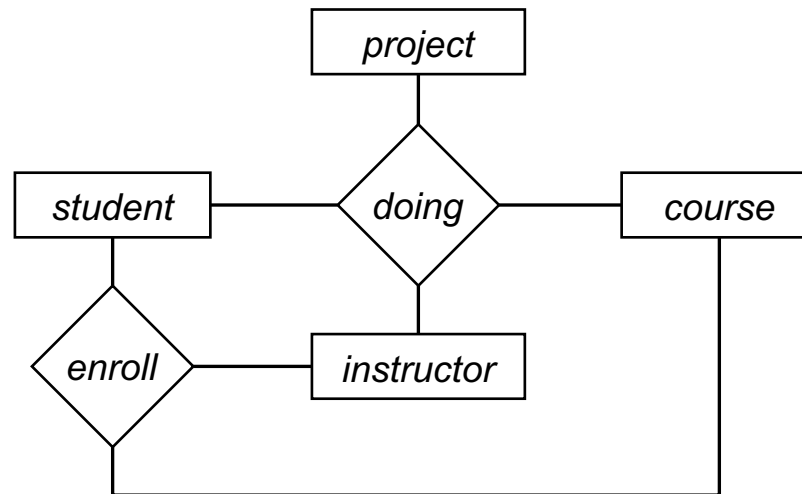 project
student
doing
course
enroll
instructor